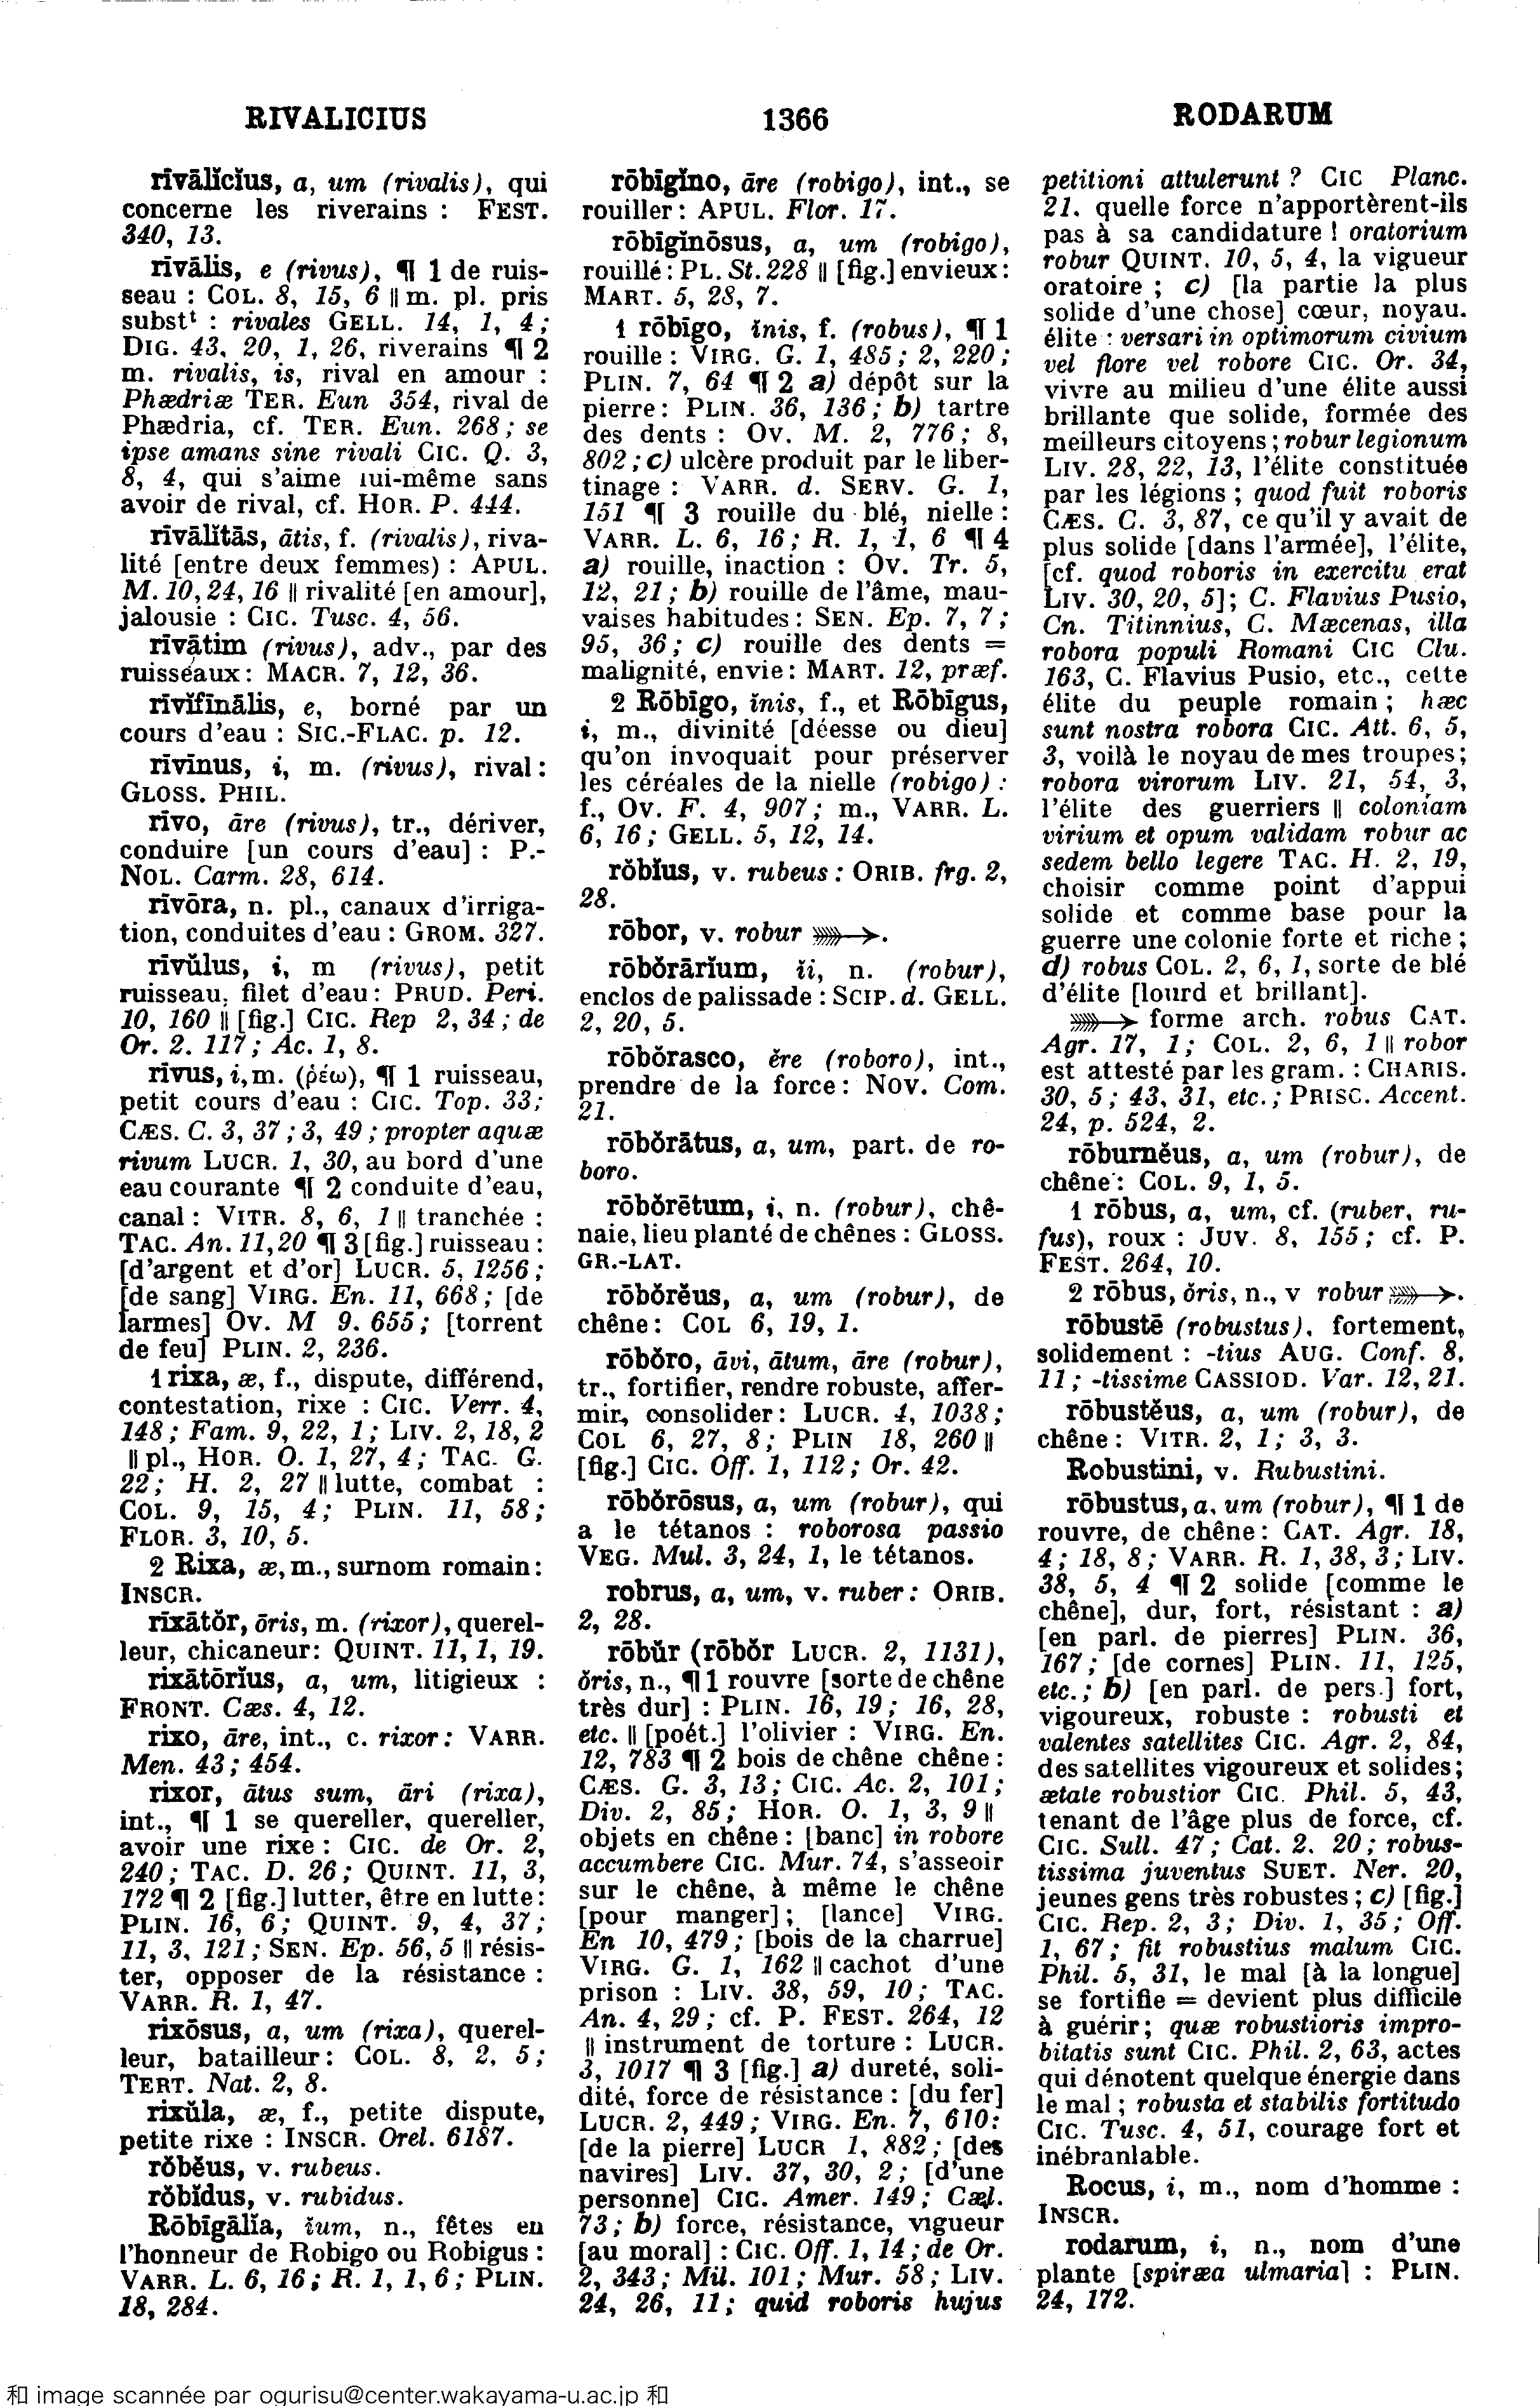 RIVALICIUS
1366
RODARUM
rīvālĭcĭus, a, um (rivalis), qui
concerne les riverains : FEST.
340, 13.
rīvālis, e (rivus), ¶ 1 de ruis-
seau : COL. 8, 15, 6 ‖ m. pl. pris
substᵗ : rivales GELL. 14, 1, 4;
DIG. 43, 20, 1, 26, riverains ¶ 2
m. rivalis, is, rival en amour :
Phædriæ TER. Eun 354, rival de
Phædria, cf. TER. Eun. 268; se
ipse amans sine rivali CIC. Q. 3,
8, 4, qui s'aime lui-même sans
avoir de rival, cf. HOR. P. 444.
rīvālĭtās, ātis, f. (rivalis), riva-
lité [entre deux femmes) : APUL.
M. 10, 24, 16 ‖ rivalité [en amour],
jalousie : CIC. Tusc. 4, 56.
rīvātim (rivus), adv., par des
ruisseaux: MACR. 7, 12, 36.
rīvĭfīnālis, e, borné par un
cours d'eau : SIC.-FLAC. p. 12.
rīvīnus, i, m. (rivus), rival :
GLOSS. PHIL.
rīvo, āre (rivus), tr., dériver,
conduire [un cours d'eau] : P.-
NOL. Carm. 28, 614.
rīvōra, n. pl., canaux d'irriga-
tion, conduites d'eau : GROM. 327.
rīvŭlus, i, m (rivus), petit
ruisseau, filet d'eau: PRUD. Peri.
10, 160 ‖ [fig.] CIC. Rep 2, 34; de
Or. 2. 117; Ac. 1, 8.
rīvus, i, m. (ῥέω), ¶ 1 ruisseau,
petit cours d'eau : CIC. Top. 33;
CÆS. C. 3, 37; 3, 49; propter aquæ
rivum LUCR. 1, 30, au bord d'une
eau courante ¶ 2 conduite d'eau,
canal : VITR. 8, 6, 1 ‖ tranchée :
TAC. An. 11, 20 ¶ 3 [fig.] ruisseau :
[d'argent et d'or] LUCR. 5, 1256;
[de sang] VIRG. En. 11, 668; [de
larmes] OV. M 9. 655; [torrent
de feu] PLIN. 2, 236.
1 rixa, æ, f., dispute, différend,
contestation, rixe : CIC. Verr. 4,
148; Fam. 9, 22, 1; LIV. 2, 18, 2
‖ pl., HOR. O. 1, 27, 4; TAC. G.
22; H. 2, 27 ‖ lutte, combat :
COL. 9, 15, 4; PLIN. 11, 58;
FLOR. 3, 10, 5.
2 Rixa, æ, m., surnom romain:
INSCR.
rixātŏr, ōris, m. (rixor), querel-
leur, chicaneur: QUINT. 11, 1, 19.
rixātōrĭus, a, um, litigieux :
FRONT. Cæs. 4, 12.
rixo, āre, int., c. rixor: VARR.
Men. 43; 454.
rixor, ātus sum, āri (rixa),
int., ¶ 1 se quereller, quereller,
avoir une rixe : CIC. de Or. 2,
240; TAC. D. 26; QUINT. 11, 3,
172 ¶ 2 [fig.] lutter, être en lutte:
PLIN. 16, 6; QUINT. 9, 4, 37;
11, 3, 121; SEN. Ep. 56, 5 ‖ résis-
ter, opposer de la résistance :
VARR. R. 1, 47.
rixōsus, a, um (rixa), querel-
leur, batailleur: COL. 8, 2, 5;
TERT. Nat. 2, 8.
rixŭla, æ, f., petite dispute,
petite rixe : INSCR. Orel. 6187.
rŏbĕus, v. rubeus.
rŏbĭdus, v. rubidus.
Rōbīgālĭa, ĭum, n., fêtes en
l'honneur de Robigo ou Robigus :
VARR. L. 6, 16; R. 1, 1, 6; PLIN.
18, 284.
rōbīgĭno, āre (robigo), int., se
rouiller : APUL. Flor. 17.
rōbīgĭnōsus, a, um (robigo),
rouillé : PL. St. 228 ‖ [fig.] envieux:
MART. 5, 28, 7.
1 rōbīgo, ĭnis, f. (robus), ¶ 1
rouille : VIRG. G. 1, 485; 2, 220;
PLIN. 7, 64 ¶ 2 a) dépôt sur la
pierre: PLIN. 36, 136; b) tartre
des dents : OV. M. 2, 776; 8,
802; c) ulcère produit par le liber-
tinage : VARR. d. SERV. G. 1,
151 ¶ 3 rouille du blé, nielle :
VARR. L. 6, 16; R. 1, 1, 6 ¶ 4
a) rouille, inaction : OV. Tr. 5,
12, 21; b) rouille de l'âme, mau-
vaises habitudes: SEN. Ep. 7, 7;
95, 36; c) rouille des dents =
malignité, envie: MART. 12, præf.
2 Rōbīgo, ĭnis, f., et Rōbīgus,
i, m., divinité [déesse ou dieu]
qu'on invoquait pour préserver
les céréales de la nielle (robigo) :
f., OV. F. 4, 907; m., VARR. L.
6, 16; GELL. 5, 12, 14.
rŏbĭus, v. rubeus : ORIB. frg. 2,
28.
rōbor, v. robur ⟶.
rōbŏrārĭum, ĭi, n. (robur),
enclos de palissade : SCIP. d. GELL.
2, 20, 5.
rōbŏrasco, ĕre (roboro), int.,
prendre de la force: NOV. Com.
21.
rōbŏrātus, a, um, part. de ro-
boro.
rōbŏrētum, i, n. (robur), chê-
naie, lieu planté de chênes : GLOSS.
GR.-LAT.
rōbŏrĕus, a, um (robur), de
chêne: COL 6, 19, 1.
rōbŏro, āvi, ātum, āre (robur),
tr., fortifier, rendre robuste, affer-
mir, consolider: LUCR. 4, 1038;
COL 6, 27, 8; PLIN 18, 260 ‖
[fig.] CIC. Off. 1, 112; Or. 42.
rōbŏrōsus, a, um (robur), qui
a le tétanos : roborosa passio
VEG. Mul. 3, 24, 1, le tétanos.
robrus, a, um, v. ruber : ORIB.
2, 28.
rōbŭr (rōbŏr LUCR. 2, 1131),
ŏris, n., ¶ 1 rouvre [sorte de chêne
très dur] : PLIN. 16, 19; 16, 28,
etc. ‖ [poét.] l'olivier : VIRG. En.
12, 783 ¶ 2 bois de chêne chêne :
CÆS. G. 3, 13; CIC. Ac. 2, 101;
Div. 2, 85; HOR. O. 1, 3, 9 ‖
objets en chêne : [banc] in robore
accumbere CIC. Mur. 74, s'asseoir
sur le chêne, à même le chêne
[pour manger]; [lance] VIRG.
En 10, 479; [bois de la charrue]
VIRG. G. 1, 162 ‖ cachot d'une
prison : LIV. 38, 59, 10; TAC.
An. 4, 29; cf. P. FEST. 264, 12
‖ instrument de torture : LUCR.
3, 1017 ¶ 3 [fig.] a) dureté, soli-
dité, force de résistance : [du fer]
LUCR. 2, 449; VIRG. En. 7, 610:
[de la pierre] LUCR 1, 882; [des
navires] LIV. 37, 30, 2; [d'une
personne] CIC. Amer. 149; Cæl.
73; b) force, résistance, vigueur
[au moral] : CIC. Off. 1, 14; de Or.
2, 343; Mil. 101; Mur. 58; LIV.
24, 26, 11; quid roboris hujus
petitioni attulerunt ? CIC Planc.
21, quelle force n'apportèrent-ils
pas à sa candidature ! oratorium
robur QUINT. 10, 5, 4, la vigueur
oratoire ; c) [la partie la plus
solide d'une chose] cœur, noyau.
élite : versari in optimorum civium
vel flore vel robore CIC. Or. 34,
vivre au milieu d'une élite aussi
brillante que solide, formée des
meilleurs citoyens ; robur legionum
LIV. 28, 22, 13, l'élite constituée
par les légions ; quod fuit roboris
CÆS. C. 3, 87, ce qu'il y avait de
plus solide [dans l'armée], l'élite,
[cf. quod roboris in exercitu erat
LIV. 30, 20, 5]; C. Flavius Pusio,
Cn. Titinnius, C. Mæcenas, illa
robora populi Romani CIC Clu.
163, C. Flavius Pusio, etc., cette
élite du peuple romain ; hæc
sunt nostra robora CIC. Att. 6, 5,
3, voilà le noyau de mes troupes;
robora virorum LIV. 21, 54, 3,
l'élite des guerriers ‖ coloniam
virium et opum validam robur ac
sedem bello legere TAC. H. 2, 19,
choisir comme point d'appui
solide et comme base pour la
guerre une colonie forte et riche ;
d) robus COL. 2, 6, 1, sorte de blé
d'élite [lourd et brillant].
⟶ forme arch. robus CAT.
Agr. 17, 1; COL. 2, 6, 1 ‖ robor
est attesté par les gram. : CHARIS.
30, 5; 43, 31, etc.; PRISC. Accent.
24, p. 524, 2.
rōburnĕus, a, um (robur), de
chêne : COL. 9, 1, 5.
1 rōbus, a, um, cf. (ruber, ru-
fus), roux : JUV. 8, 155; cf. P.
FEST. 264, 10.
2 rōbus, ŏris, n., v robur ⟶.
rōbustē (robustus), fortement,
solidement : -tius AUG. Conf. 8,
11; -tissime CASSIOD. Var. 12, 21.
rōbustĕus, a, um (robur), de
chêne : VITR. 2, 1; 3, 3.
Robustini, v. Rubustini.
rōbustus, a, um (robur), ¶ 1 de
rouvre, de chêne: CAT. Agr. 18,
4; 18, 8; VARR. R. 1, 38, 3; LIV.
38, 5, 4 ¶ 2 solide [comme le
chêne], dur, fort, résistant : a)
[en parl. de pierres] PLIN. 36,
167; [de cornes] PLIN. 11, 125,
etc.; b) [en parl. de pers.] fort,
vigoureux, robuste : robusti et
valentes satellites CIC. Agr. 2, 84,
des satellites vigoureux et solides;
ætate robustior CIC. Phil. 5, 43,
tenant de l'âge plus de force, cf.
CIC. Sull. 47; Cat. 2. 20; robus-
tissima juventus SUET. Ner. 20,
jeunes gens très robustes; c) [fig.]
CIC. Rep. 2, 3; Div. 1, 35; Off.
1, 67; fit robustius malum CIC.
Phil. 5, 31, le mal [à la longue]
se fortifie = devient plus difficile
à guérir; quæ robustioris impro-
bitatis sunt CIC. Phil. 2, 63, actes
qui dénotent quelque énergie dans
le mal ; robusta et stabilis fortitudo
CIC. Tusc. 4, 51, courage fort et
inébranlable.
Rocus, i, m., nom d'homme :
INSCR.
rodarum, i, n., nom d'une
plante [spiræa ulmaria] : PLIN.
24, 172.
和 image scannée par ogurisu@center.wakayama-u.ac.jp 和